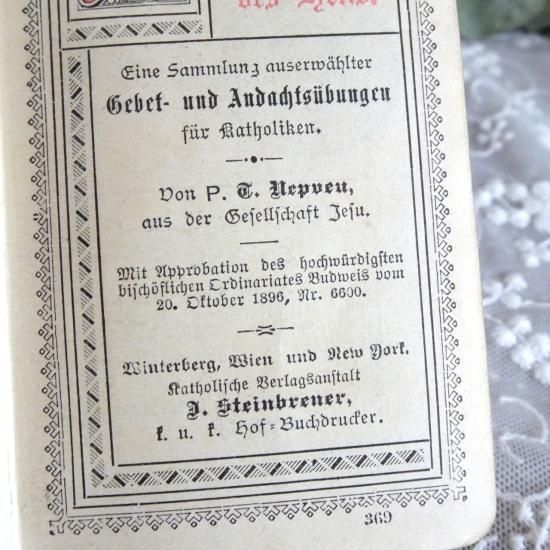 des Herze
Eine Sammlung auserwählter
Gebet- und Andachtsübungen
für Katholiken.
Von P. T. Nepveu,
aus der Gesellschaft Jesu.
Mit Approbation des hochwürdigsten
bischöflichen Ordinariates Budweis vom
20. Oktober 1896, Nr. 6600.
Winterberg, Wien und New York.
Katholische Verlagsanstalt
J. Steinbrener,
k. u. k. Hof-Buchdrucker.
369